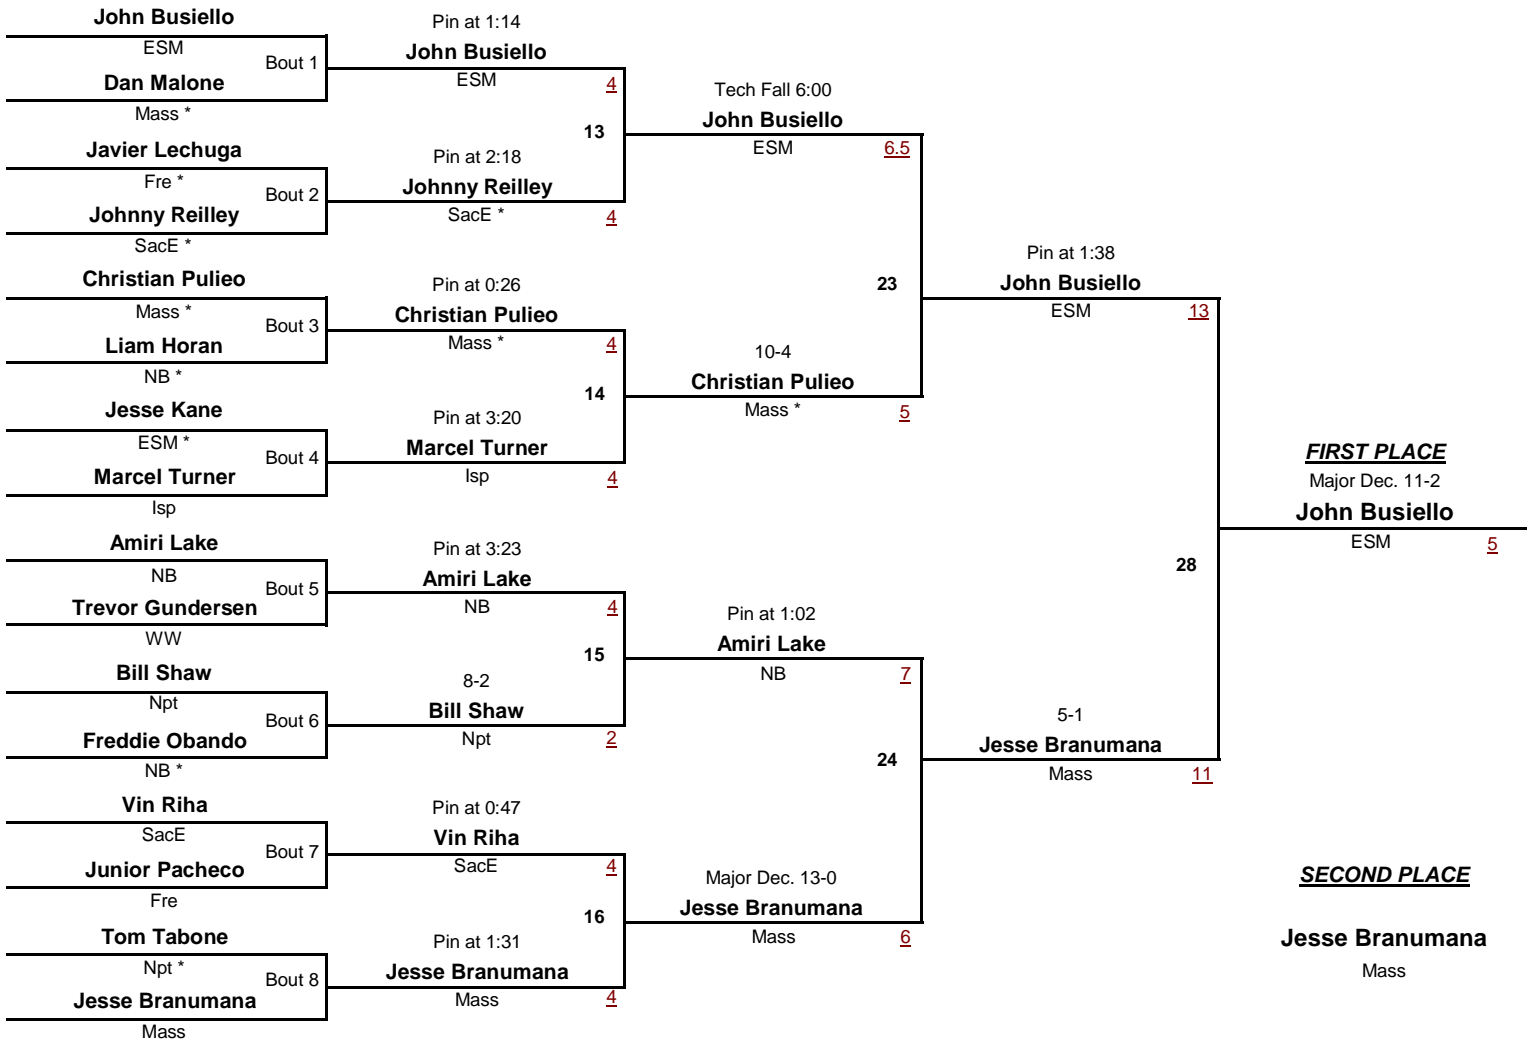 John Busiello
ESM
Bout 1
Dan Malone
Mass *
Javier Lechuga
Fre *
Bout 2
Johnny Reilley
SacE *
Christian Pulieo
Mass *
Bout 3
Liam Horan
NB *
Jesse Kane
ESM *
Bout 4
Marcel Turner
Isp
Amiri Lake
NB
Bout 5
Trevor Gundersen
WW
Bill Shaw
Npt
Bout 6
Freddie Obando
NB *
Vin Riha
SacE
Bout 7
Junior Pacheco
Fre
Tom Tabone
Npt *
Bout 8
Jesse Branumana
Mass
Pin at 1:14
John Busiello
ESM
4
13
Pin at 2:18
Johnny Reilley
SacE *
4
Pin at 0:26
Christian Pulieo
Mass *
4
14
Pin at 3:20
Marcel Turner
Isp
4
Pin at 3:23
Amiri Lake
NB
4
15
8-2
Bill Shaw
Npt
2
Pin at 0:47
Vin Riha
SacE
4
16
Pin at 1:31
Jesse Branumana
Mass
4
Tech Fall 6:00
John Busiello
ESM
6.5
23
10-4
Christian Pulieo
Mass *
5
Pin at 1:02
Amiri Lake
NB
7
24
Major Dec. 13-0
Jesse Branumana
Mass
6
Pin at 1:38
John Busiello
ESM
13
28
5-1
Jesse Branumana
Mass
11
FIRST PLACE
Major Dec. 11-2
John Busiello
ESM
5
SECOND PLACE
Jesse Branumana
Mass